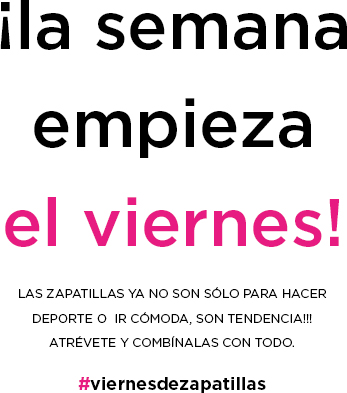 ¡la semana
empieza
el viernes!
LAS ZAPATILLAS YA NO SON SÓLO PARA HACER
DEPORTE O IR CÓMODA, SON TENDENCIA!!!
ATRÉVETE Y COMBÍNALAS CON TODO.
#viernesdezapatillas